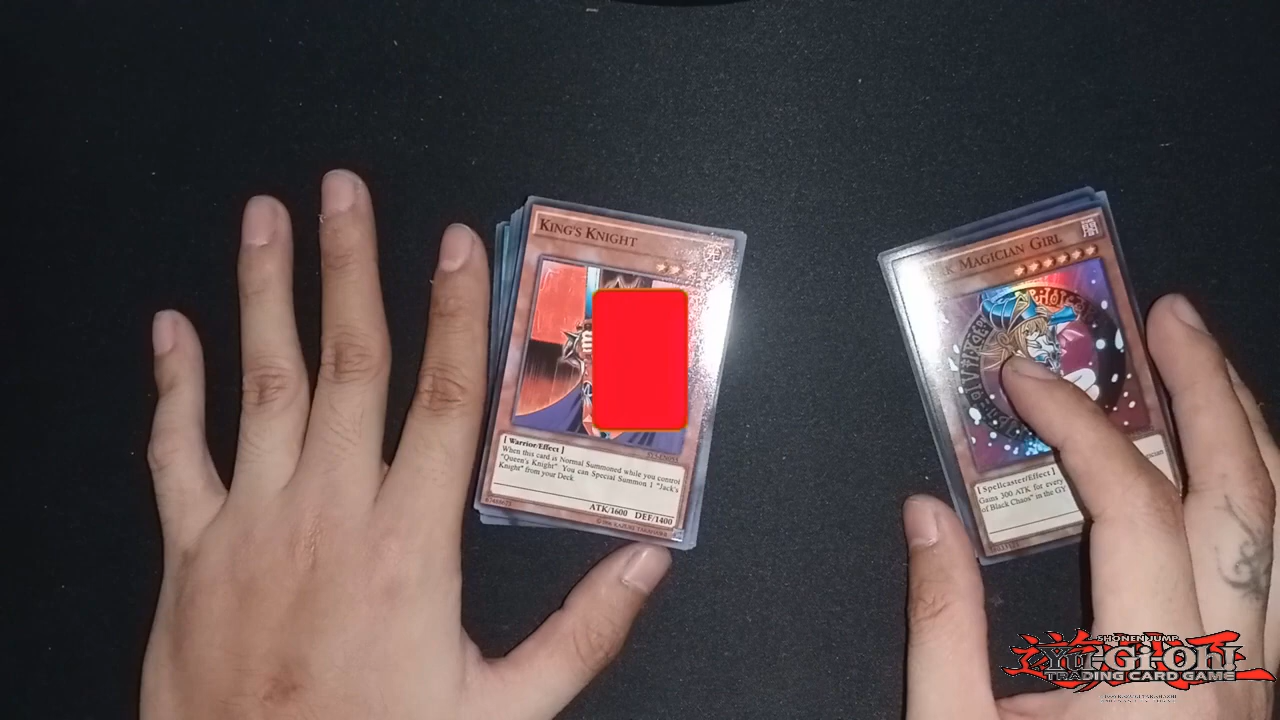 KING'S KNIGHT
[ Warrior/Effect ]
When this card is Normal Summoned while you control
"Queen's Knight" You can Special Summon 1 "Jack's
Knight" from your Deck
ATK/1600 DEF/1400
MAGICIAN GIRL
[ Spellcaster/Effect ]
Gains 300 ATK for every
of Black Chaos" in the GY
SHONEN JUMP
Yu-Gi-Oh!
TRADING CARD GAME